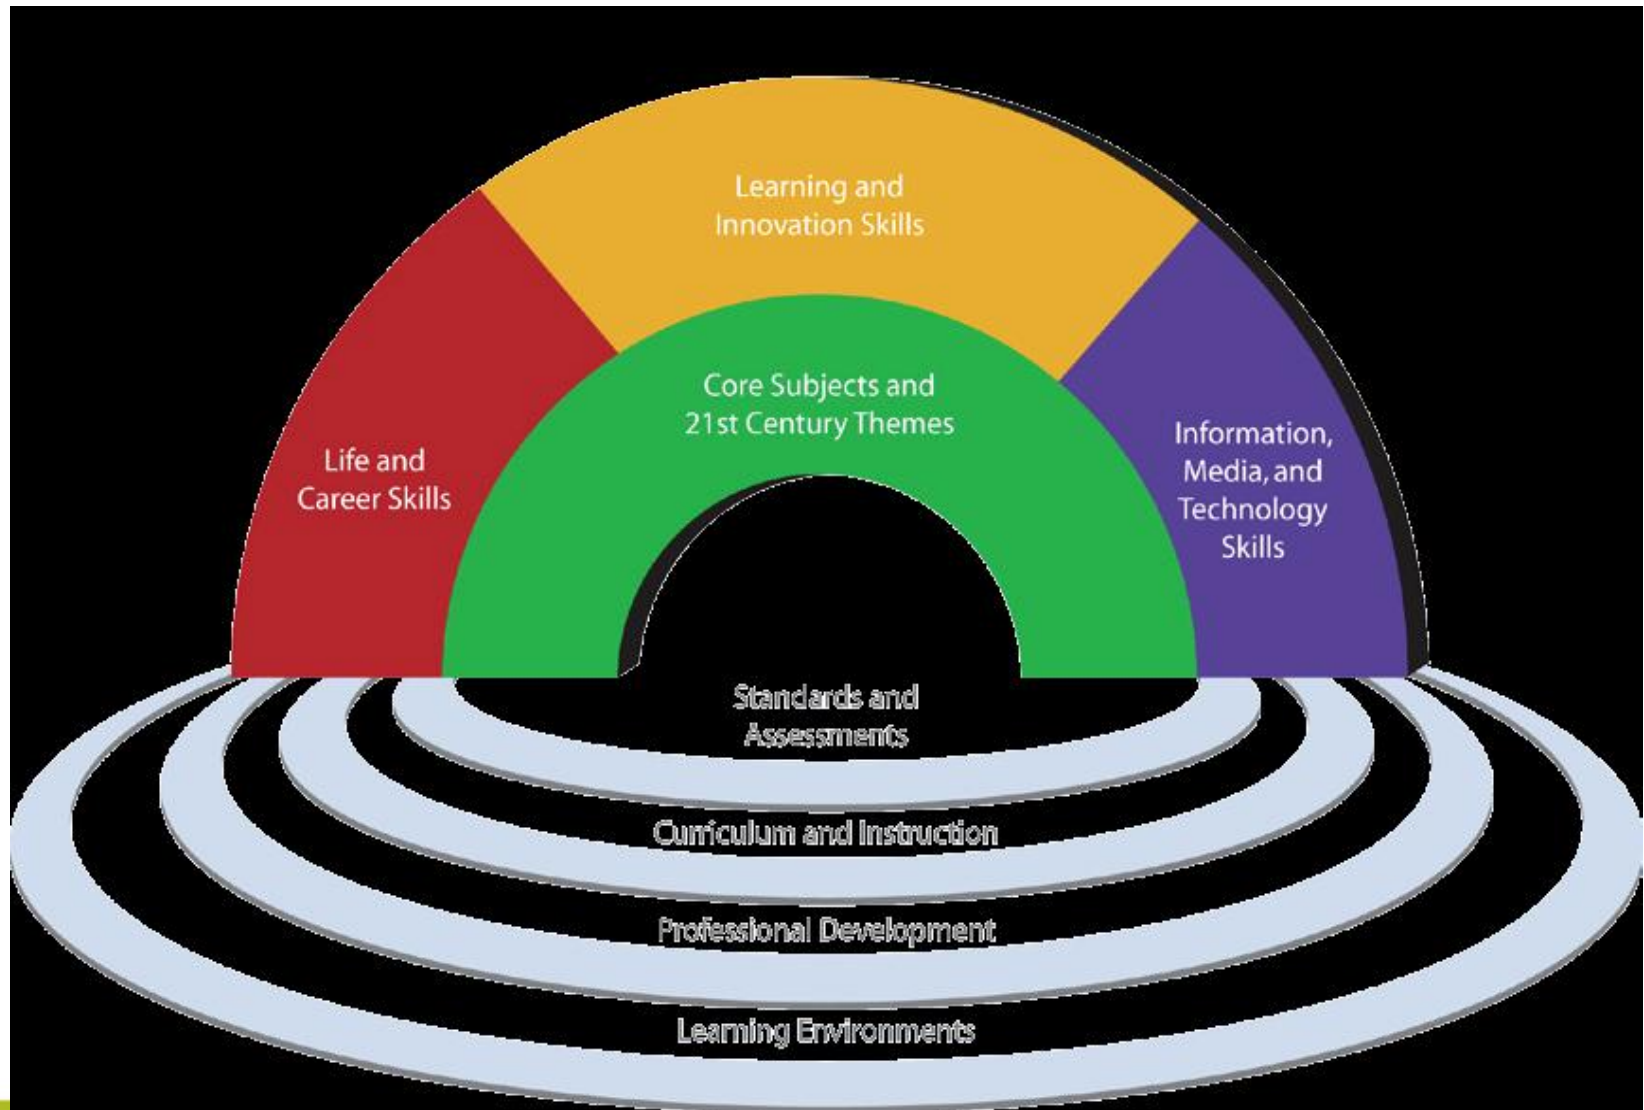 Learning and
Innovation Skills
Core Subjects and
21st Century Themes
Life and
Career Skills
Information,
Media, and
Technology
Skills
Standards and
Assessments
Curriculum and Instruction
Professional Development
Learning Environments